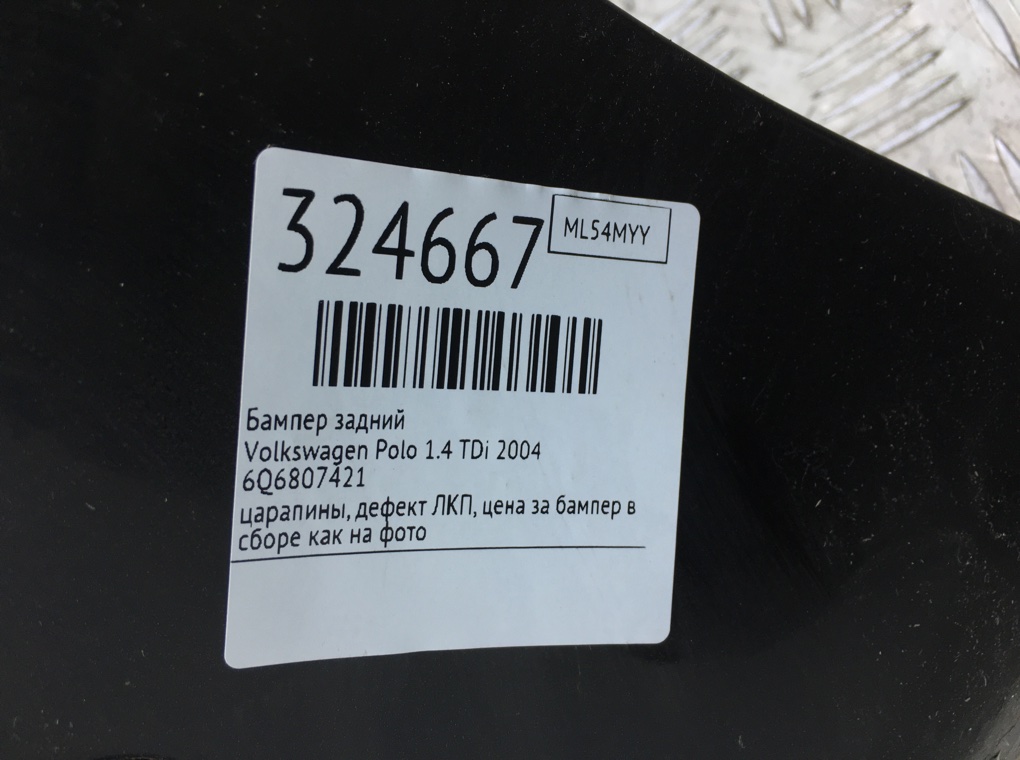 324667
ML54MYY
Бампер задний
Volkswagen Polo 1.4 TDi 2004
6Q6807421
царапины, дефект ЛКП, цена за бампер в
сборе как на фото